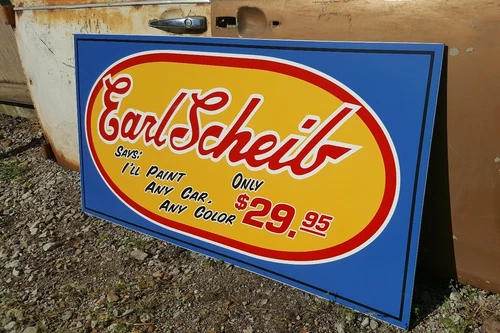 Earl Scheib
SAYS:
I'LL PAINT
ANY CAR,
ANY COLOR
ONLY
$29.95